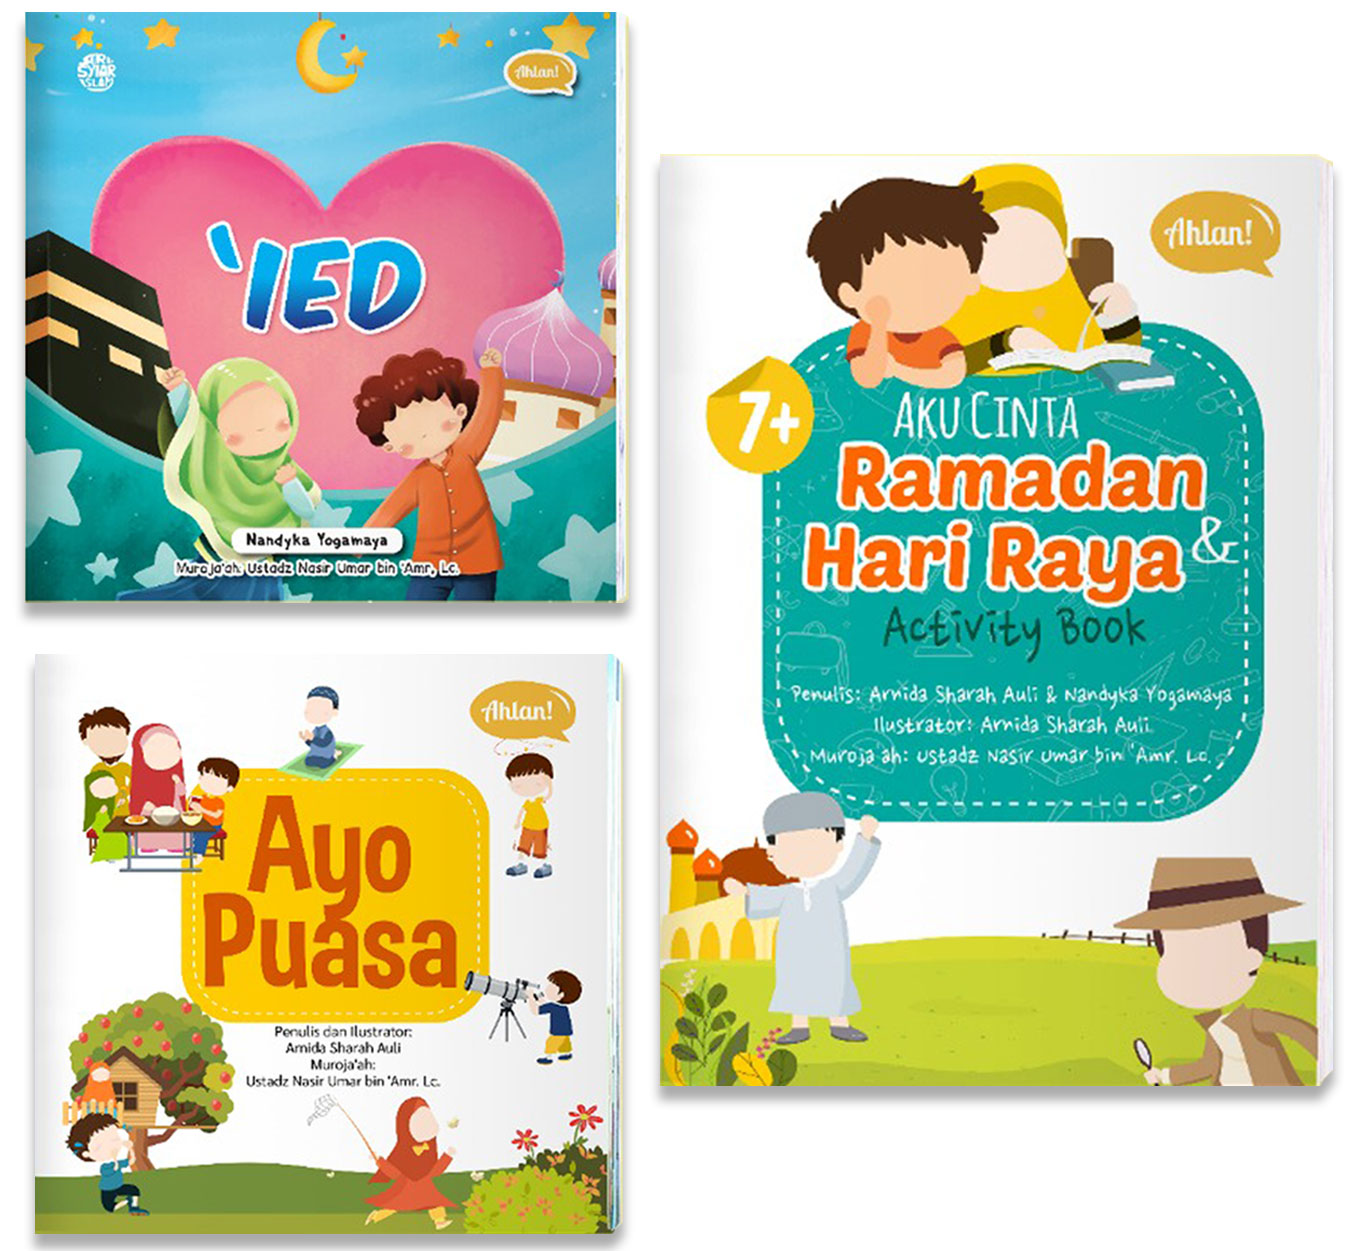 Ahlan!
'IED
Nandyka Yogamaya
Muroja'ah: Ustadz Nasir Umar bin 'Amr, Lc.
Ahlan!
7+
AKU CINTA
Ramadan
&
Hari Raya
Activity Book
Penulis: Arnida Sharah Auli & Nandyka Yogamaya
Ilustrator: Arnida Sharah Auli
Muroja'ah: Ustadz Nasir Umar bin 'Amr. Lc.
Ahlan!
Ayo
Puasa
Penulis dan Ilustrator:
Arnida Sharah Auli
Muroja'ah:
Ustadz Nasir Umar bin 'Amr. Lc.